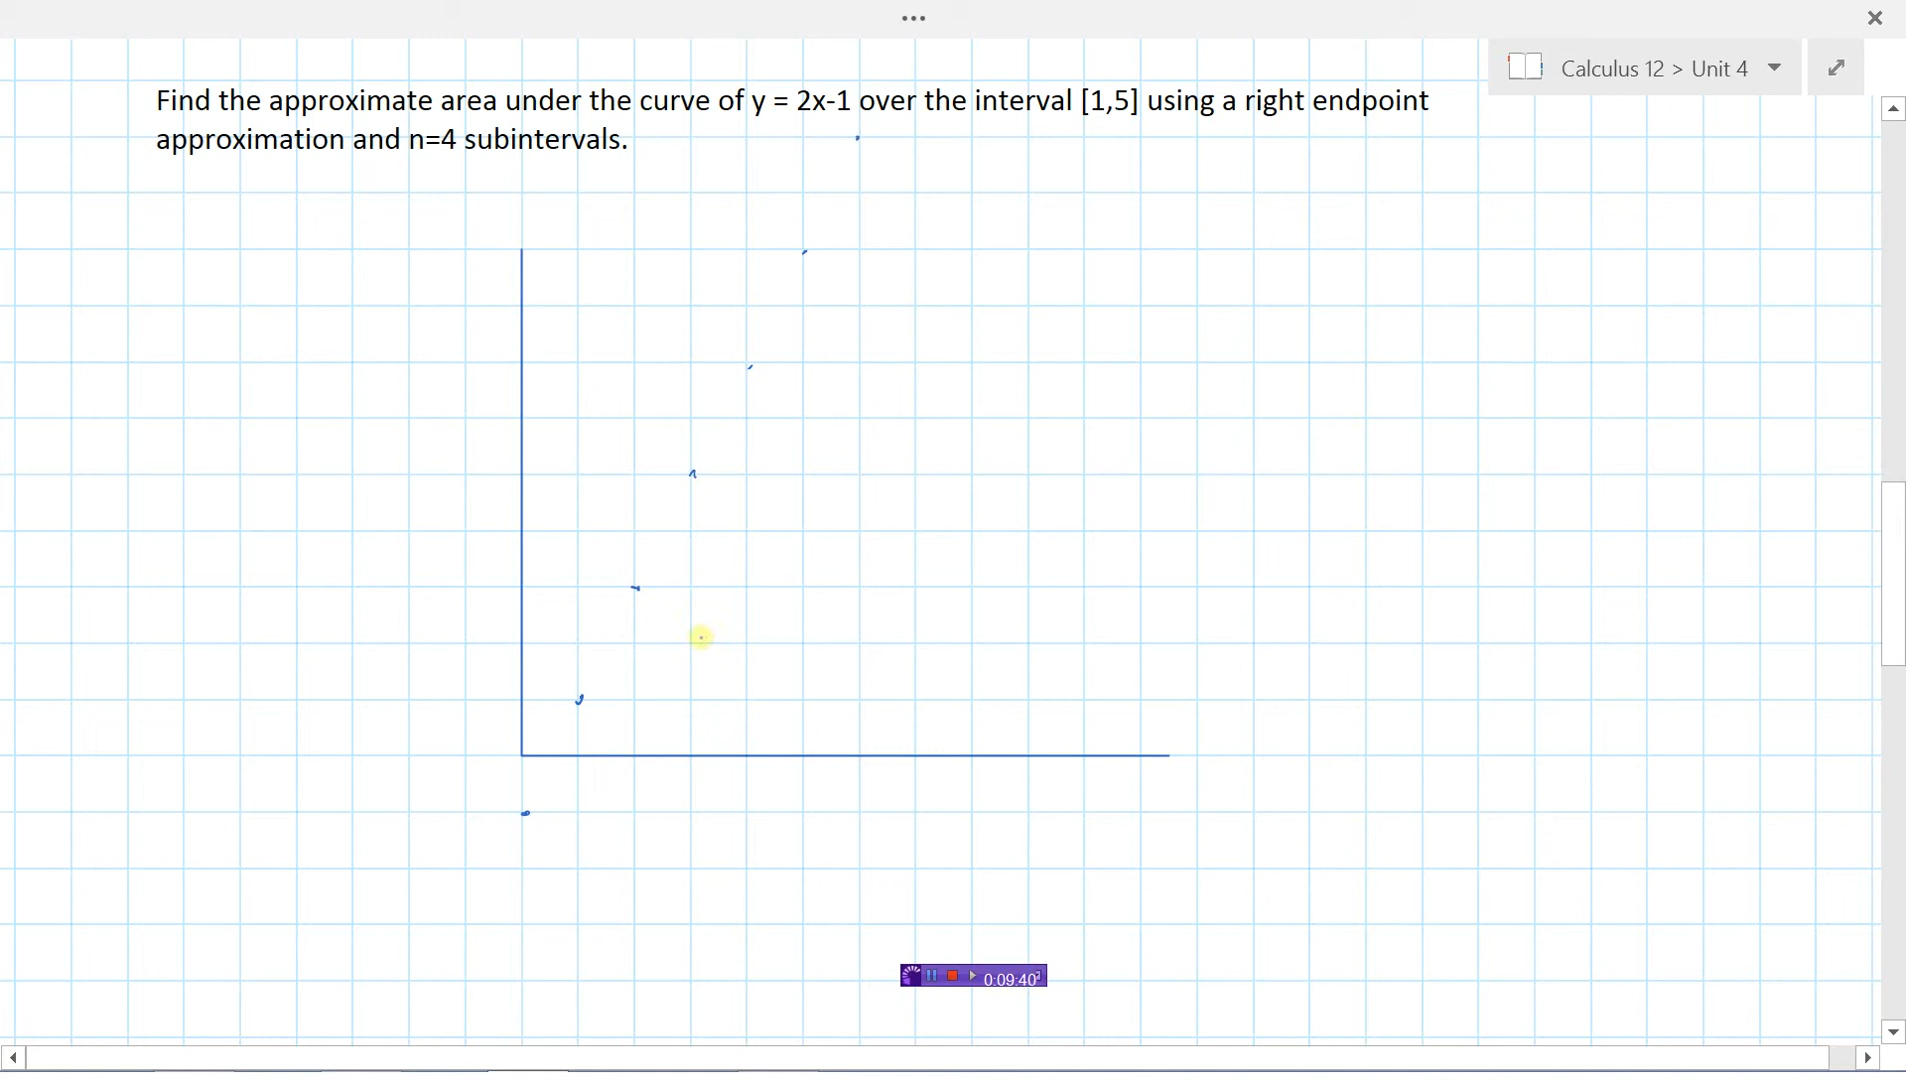 Calculus 12 > Unit 4
Find the approximate area under the curve of y = 2x-1 over the interval [1,5] using a right endpoint
approximation and n=4 subintervals.
0:09:40